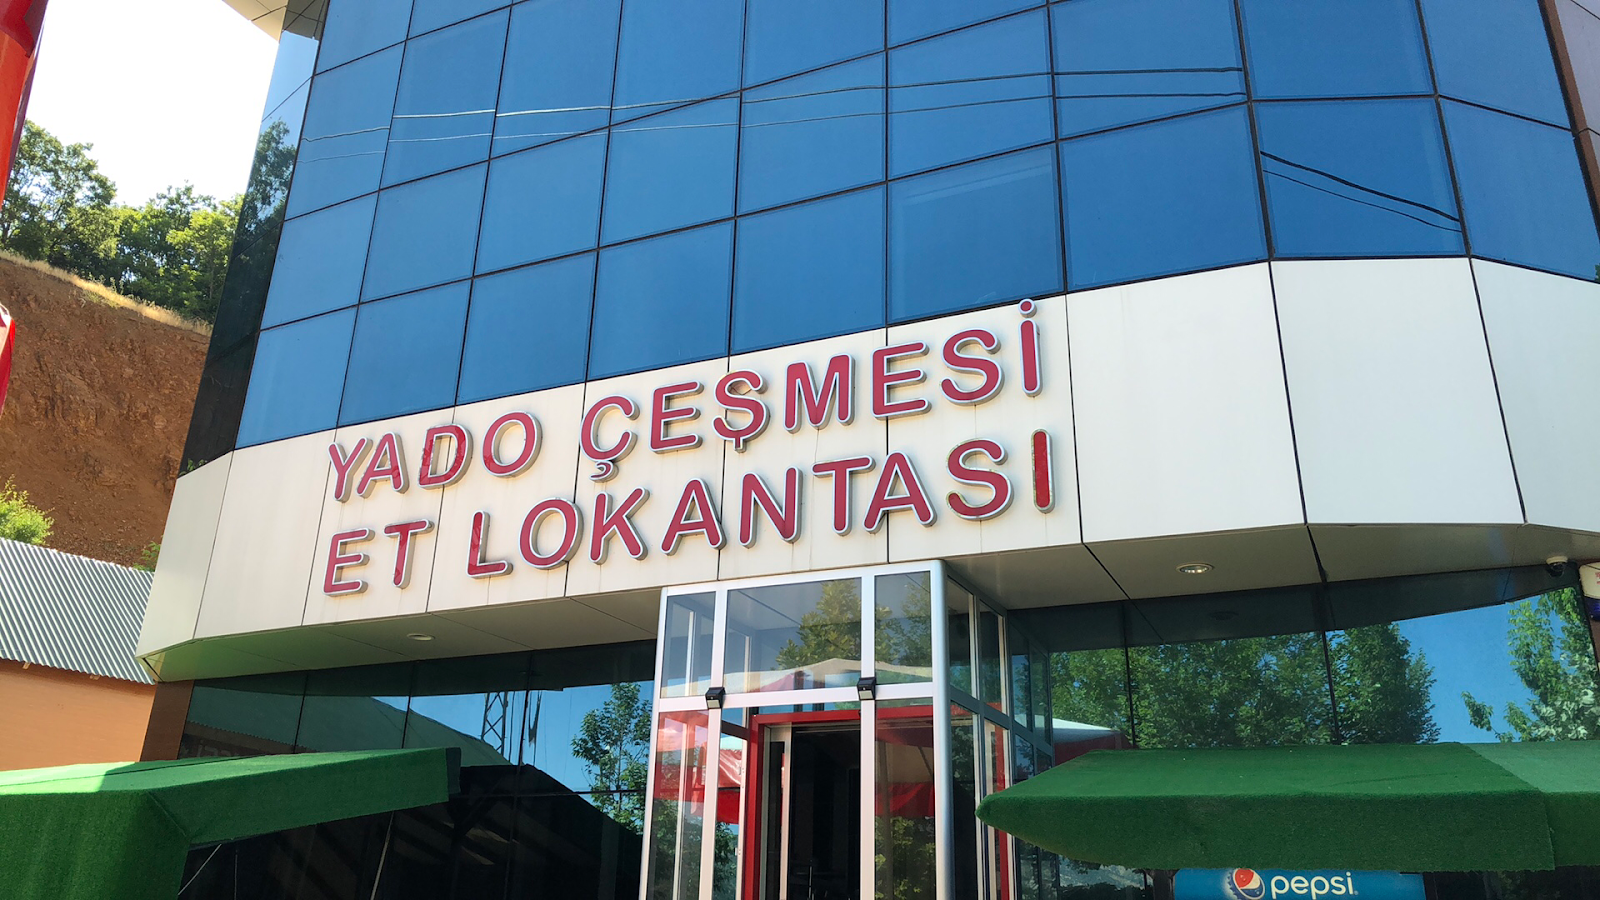 YADO ÇEŞMESİ
ET LOKANTASI
pepsi